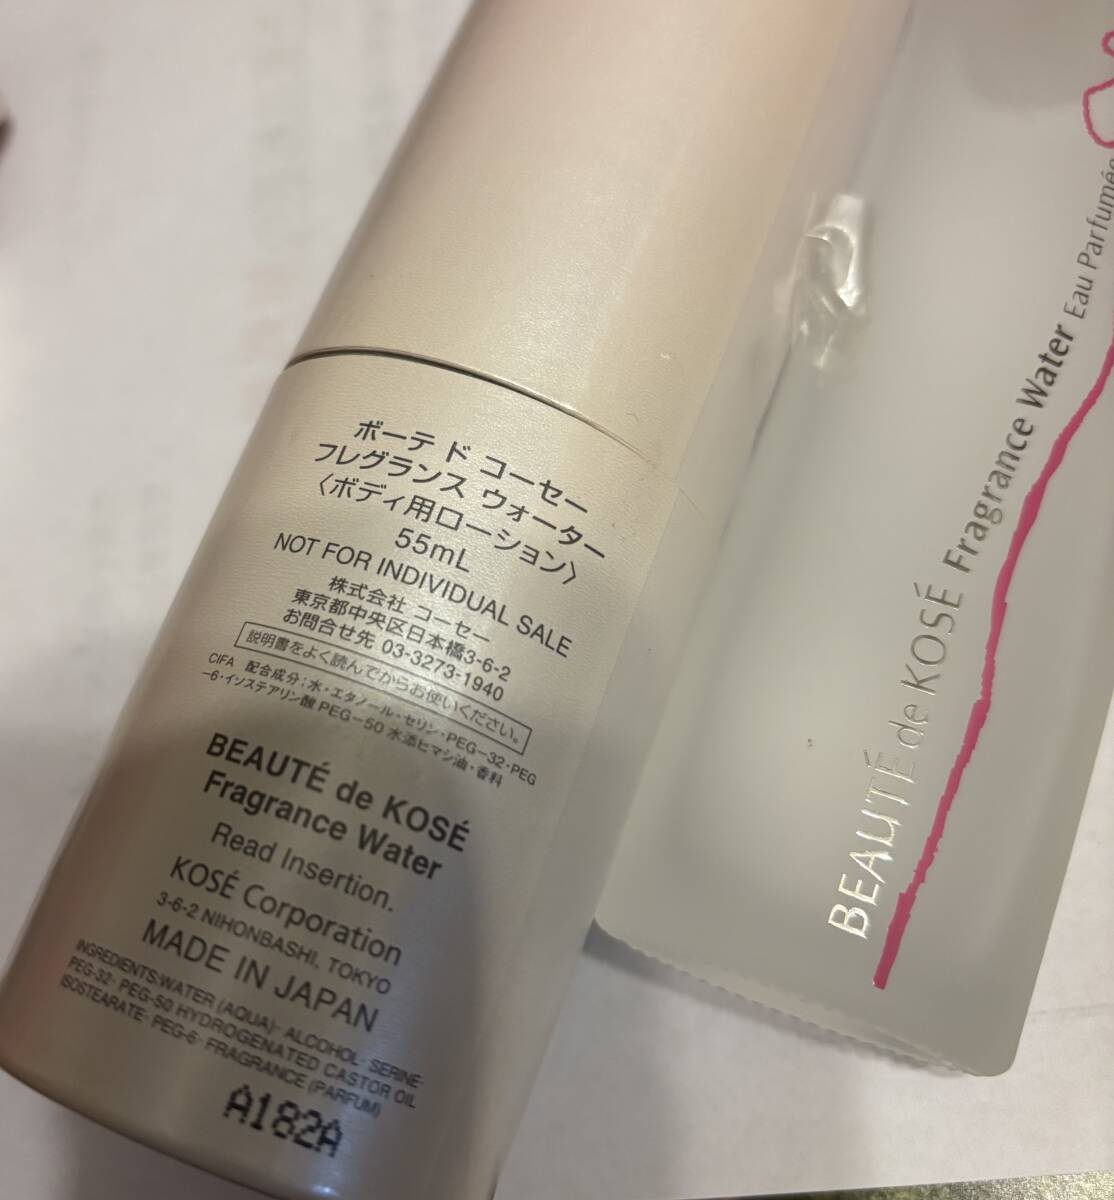 ボーテ ド コーセー
フレグランス ウォーター
〈ボディ用ローション〉
55mL
NOT FOR INDIVIDUAL SALE
株式会社 コーセー
東京都中央区日本橋3-6-2
お問合せ先 03-3273-1940
説明書をよく読んでからお使いください。
CIFA 配合成分:水・エタノール・セリン・PEG-32・PEG
-6・インステアリン酸 PEG-50 水添ヒマシ油・香料
BEAUTÉ de KOSÉ
Fragrance Water
Read Insertion.
KOSÉ Corporation
3-6-2 NIHONBASHI, TOKYO
MADE IN JAPAN
INGREDIENTS:WATER (AQUA)· ALCOHOL· SERINE·
PEG-32· PEG-50 HYDROGENATED CASTOR OIL
ISOSTEARATE· PEG-6· FRAGRANCE (PARFUM)
A182A
BEAUTÉ de KOSÉ Fragrance Water Eau Parfumée